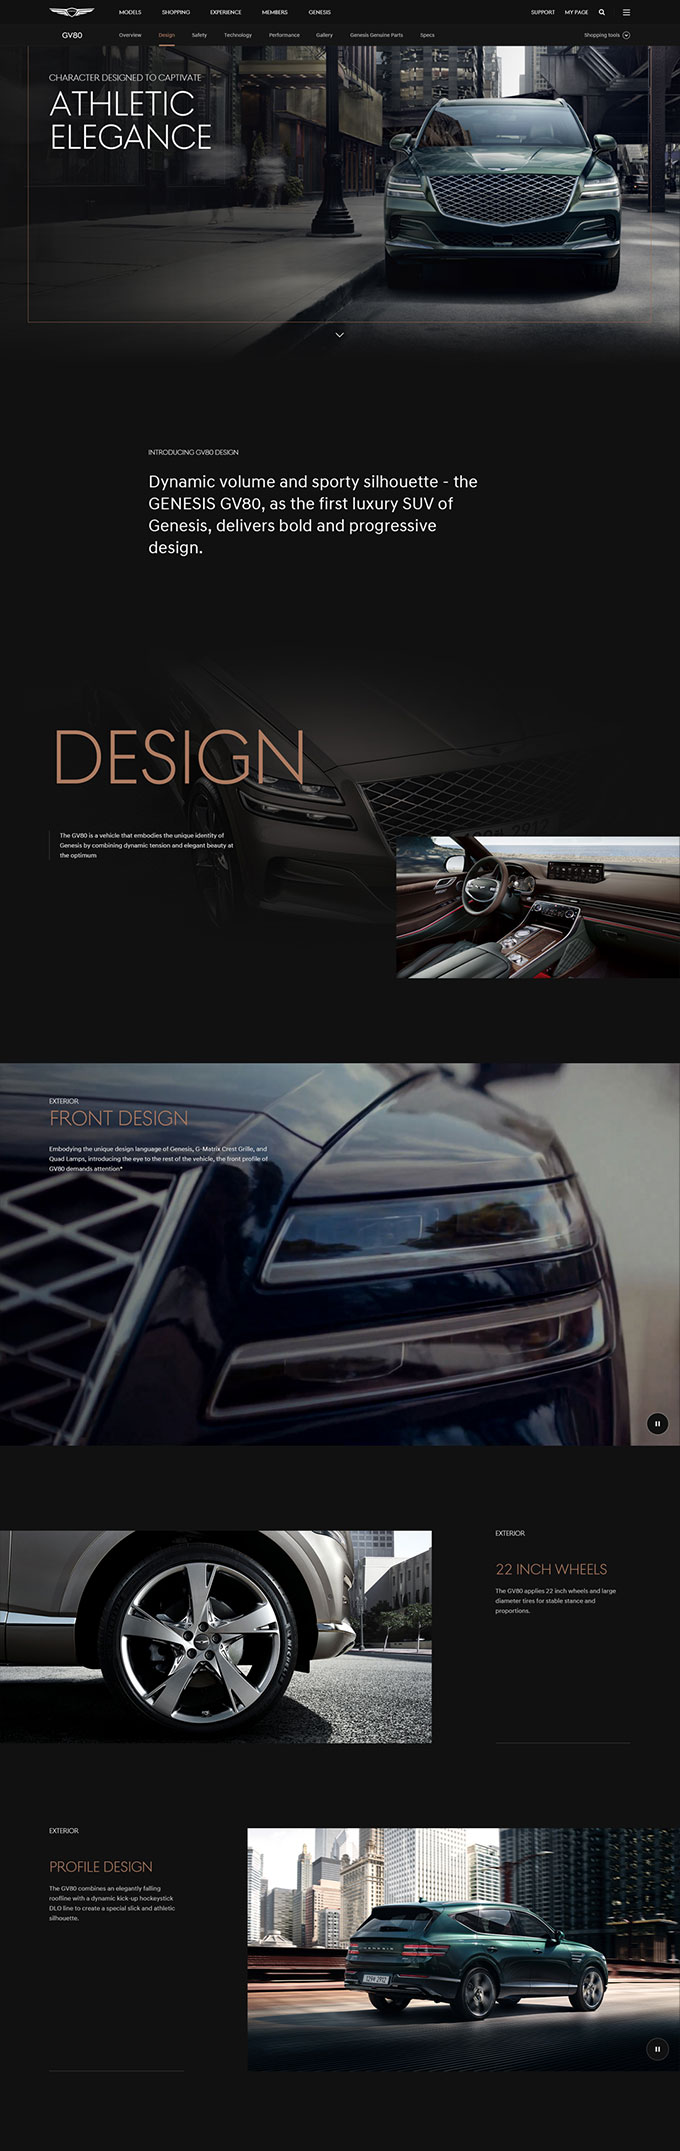 MODELS SHOPPING EXPERIENCE MEMBERS GENESIS SUPPORT MY PAGE
GV80 Overview Design Safety Technology Performance Gallery Genesis Genuine Parts Specs Shopping tools
CHARACTER DESIGNED TO CAPTIVATE
ATHLETIC
ELEGANCE
INTRODUCING GV80 DESIGN
Dynamic volume and sporty silhouette - the
GENESIS GV80, as the first luxury SUV of
Genesis, delivers bold and progressive
design.
DESIGN
The GV80 is a vehicle that embodies the unique identity of
Genesis by combining dynamic tension and elegant beauty at
the optimum
EXTERIOR
FRONT DESIGN
Embodying the unique design language of Genesis, G-Matrix Crest Grille, and
Quad Lamps, introducing the eye to the rest of the vehicle, the front profile of
GV80 demands attention*
EXTERIOR
22 INCH WHEELS
The GV80 applies 22 inch wheels and large
diameter tires for stable stance and
proportions.
MICHELIN
EXTERIOR
PROFILE DESIGN
The GV80 combines an elegantly falling
roofline with a dynamic kick-up hockeystick
DLO line to create a special slick and athletic
silhouette.
GENESIS